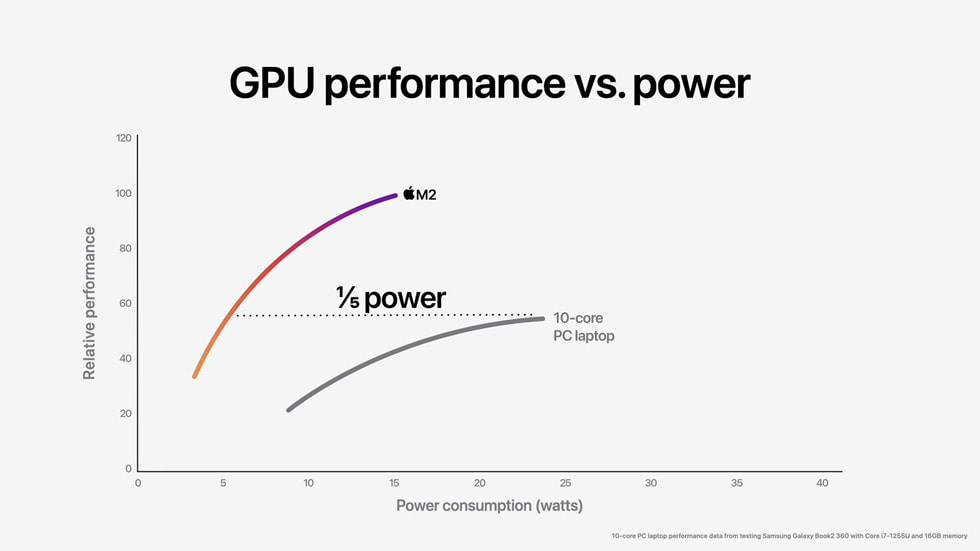 GPU performance vs. power
120
100
80
60
40
20
0
Relative performance
M2
⅕ power
10-core
PC laptop
0 5 10 15 20 25 30 35 40
Power consumption (watts)
10-core PC laptop performance data from testing Samsung Galaxy Book2 360 with Core i7-1255U and 16GB memory